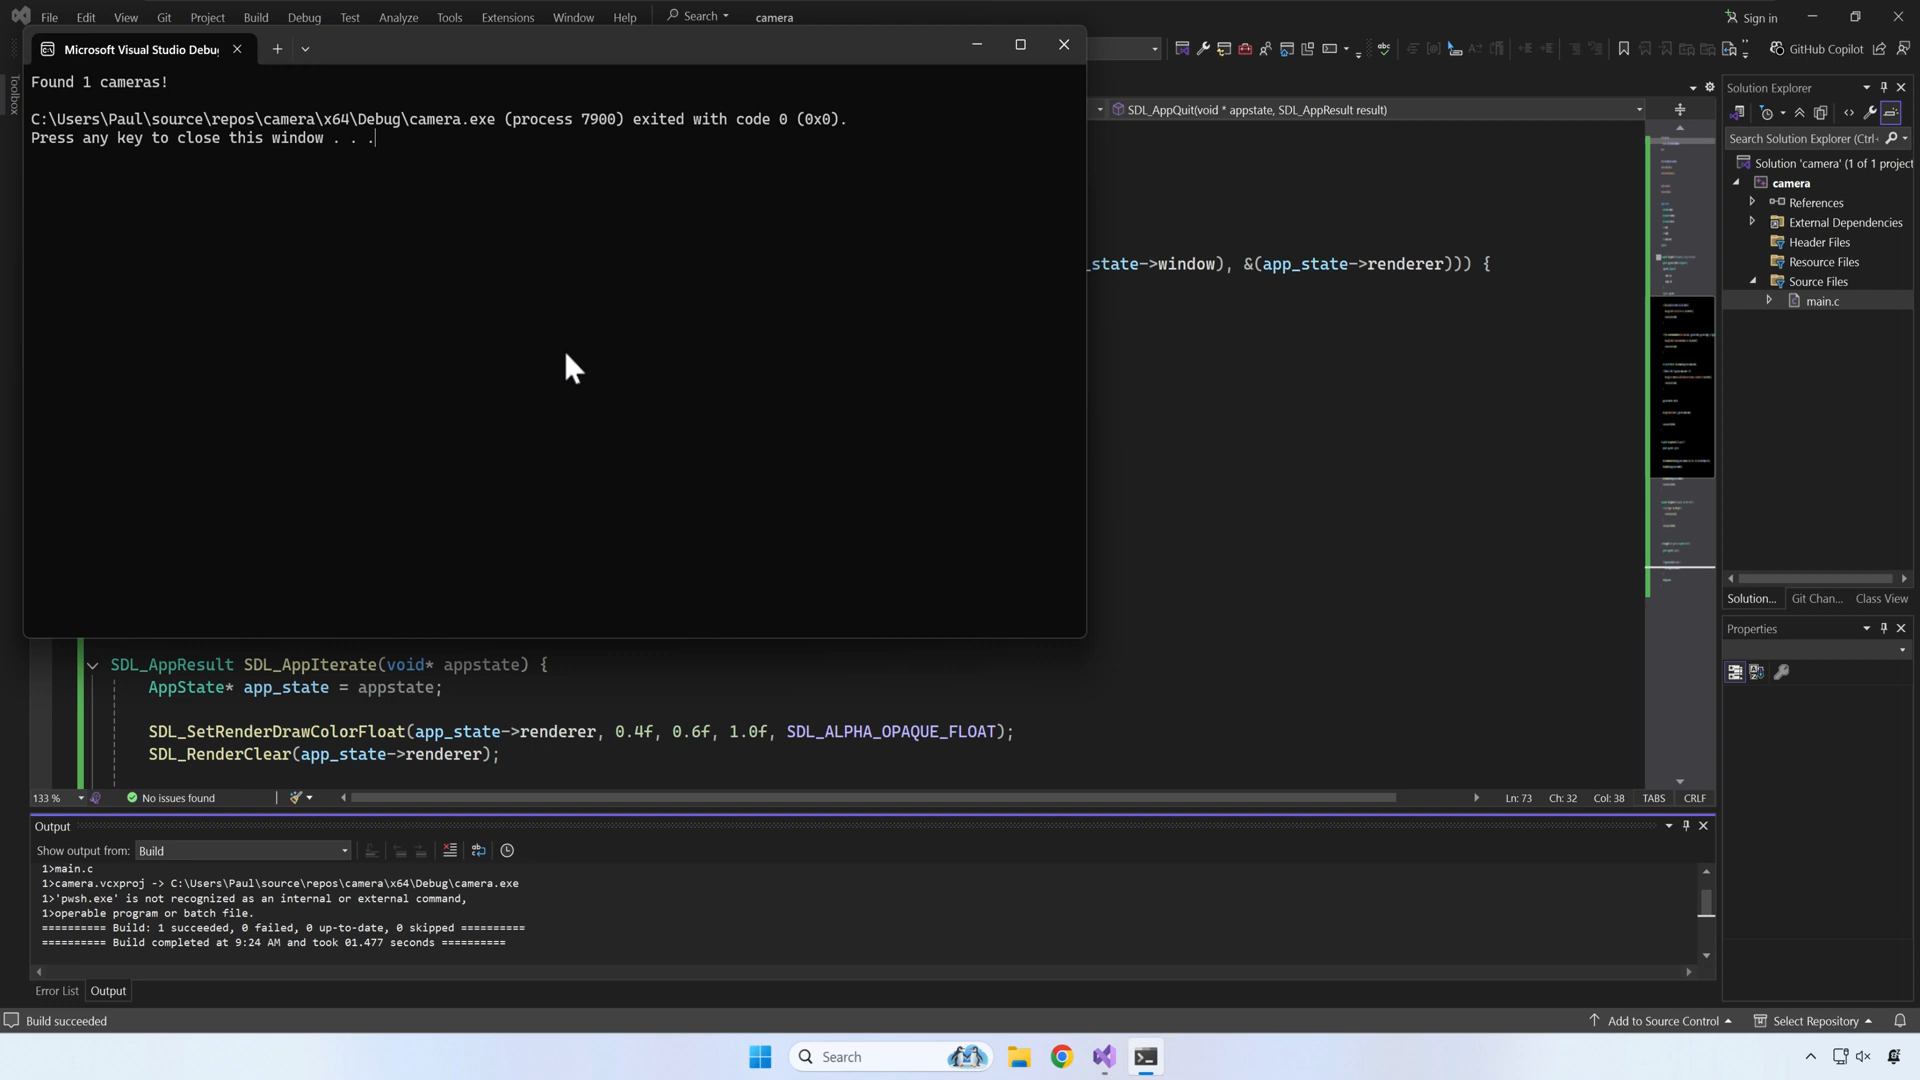 File Edit View Git Project Build Debug Test Analyze Tools Extensions Window Help Search camera Sign in
Microsoft Visual Studio Debug
GitHub Copilot
Found 1 cameras!
C:\Users\Paul\source\repos\camera\x64\Debug\camera.exe (process 7900) exited with code 0 (0x0).
Press any key to close this window . . .
Toolbox
SDL_AppQuit(void * appstate, SDL_AppResult result)
_state->window), &(app_state->renderer))) {
SDL_AppResult SDL_AppIterate(void* appstate) {
AppState* app_state = appstate;
SDL_SetRenderDrawColorFloat(app_state->renderer, 0.4f, 0.6f, 1.0f, SDL_ALPHA_OPAQUE_FLOAT);
SDL_RenderClear(app_state->renderer);
133 % No issues found Ln: 73 Ch: 32 Col: 38 TABS CRLF
Output
Show output from: Build
1>main.c
1>camera.vcxproj -> C:\Users\Paul\source\repos\camera\x64\Debug\camera.exe
1>'pwsh.exe' is not recognized as an internal or external command,
1>operable program or batch file.
========== Build: 1 succeeded, 0 failed, 0 up-to-date, 0 skipped ==========
========== Build completed at 9:24 AM and took 01.477 seconds ==========
Error List Output
Solution Explorer
Search Solution Explorer (Ctrl+
Solution 'camera' (1 of 1 project
camera
References
External Dependencies
Header Files
Resource Files
Source Files
main.c
Solution... Git Chan... Class View
Properties
Build succeeded Add to Source Control Select Repository
Search